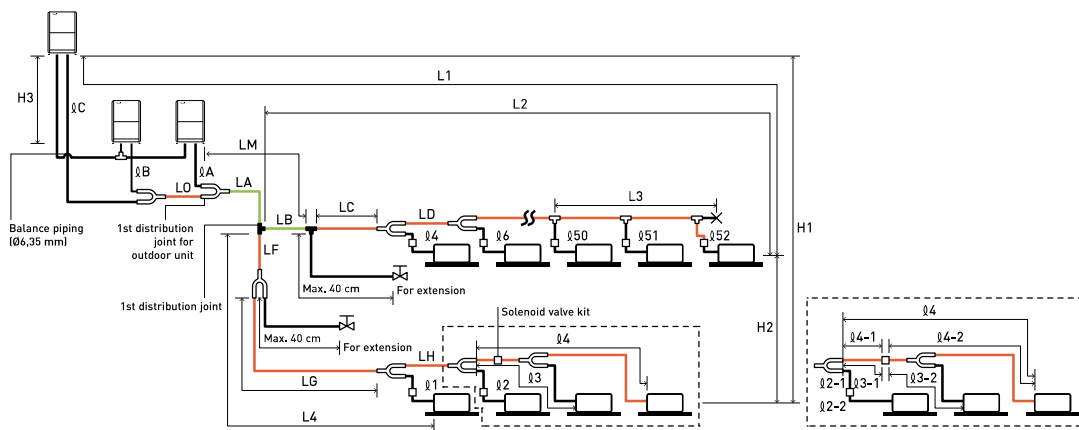 L1
H3
ℓC
L2
LM
ℓB
ℓA
LO
LA
L3
LC
LD
LB
H1
Balance piping
(Ø6,35 mm)
1st distribution
joint for
outdoor unit
ℓ4
ℓ6
ℓ50
ℓ51
ℓ52
LF
Max. 40 cm
For extension
1st distribution joint
Solenoid valve kit
Max. 40 cm
For extension
H2
ℓ4
LH
LG
ℓ1
ℓ2
ℓ3
L4
ℓ4
ℓ4-1
ℓ4-2
ℓ2-1
ℓ3-1
ℓ3-2
ℓ2-2